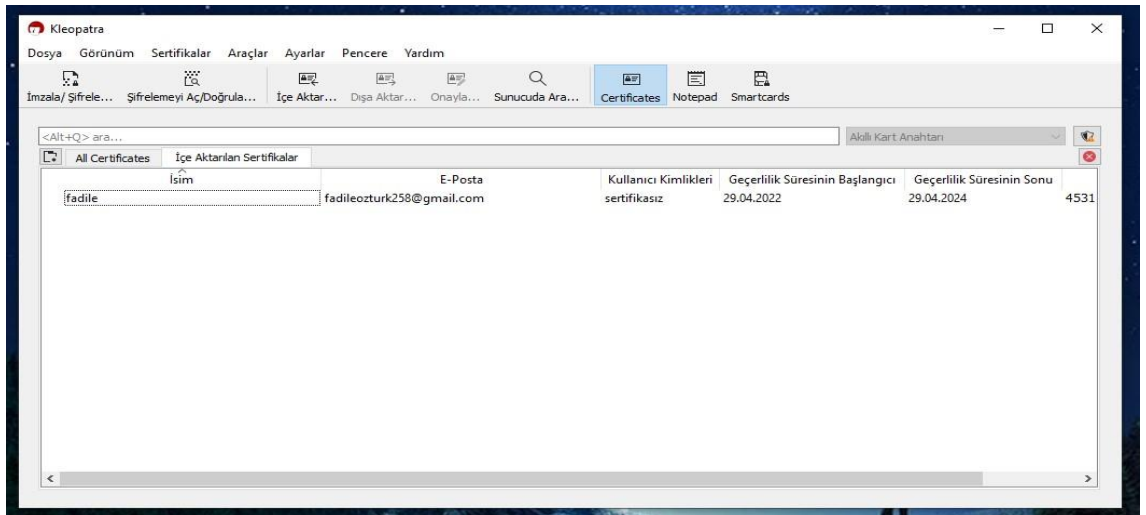 Kleopatra
Dosya Görünüm Sertifikalar Araçlar Ayarlar Pencere Yardım
İmzala/ Şifrele... Şifrelemeyi Aç/Doğrula... İçe Aktar... Dışa Aktar... Onayla... Sunucuda Ara... Certificates Notepad Smartcards
<Alt+Q> ara... Akıllı Kart Anahtarı
All Certificates İçe Aktarılan Sertifikalar
İsim E-Posta Kullanıcı Kimlikleri Geçerlilik Süresinin Başlangıcı Geçerlilik Süresinin Sonu
fadile fadileozturk258@gmail.com sertifikasız 29.04.2022 29.04.2024 4531